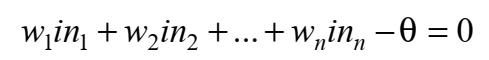 w₁in₁ + w₂in₂ + ... + wₙinₙ − θ = 0